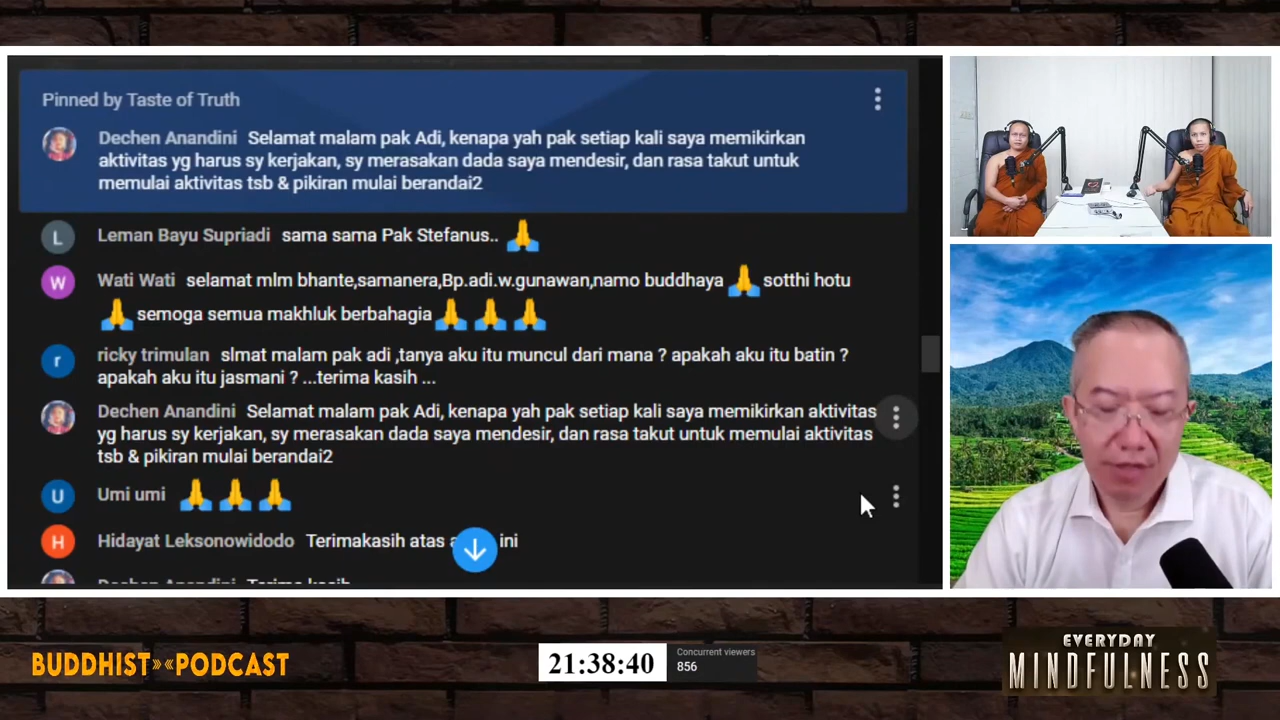 Pinned by Taste of Truth
Dechen Anandini Selamat malam pak Adi, kenapa yah pak setiap kali saya memikirkan
aktivitas yg harus sy kerjakan, sy merasakan dada saya mendesir, dan rasa takut untuk
memulai aktivitas tsb & pikiran mulai berandai2
L Leman Bayu Supriadi sama sama Pak Stefanus.. 🙏
W Wati Wati selamat mlm bhante,samanera,Bp.adi.w.gunawan,namo buddhaya 🙏 sotthi hotu
🙏 semoga semua makhluk berbahagia 🙏 🙏 🙏
r ricky trimulan slmat malam pak adi ,tanya aku itu muncul dari mana ? apakah aku itu batin ?
apakah aku itu jasmani ? ...terima kasih ...
Dechen Anandini Selamat malam pak Adi, kenapa yah pak setiap kali saya memikirkan aktivitas
yg harus sy kerjakan, sy merasakan dada saya mendesir, dan rasa takut untuk memulai aktivitas
tsb & pikiran mulai berandai2
U Umi umi 🙏 🙏 🙏
H Hidayat Leksonowidodo Terimakasih atas ini
Dechen Anandini Terima kasih
BUDDHIST»«PODCAST
21:38:40
Concurrent viewers
856
EVERYDAY
MINDFULNESS